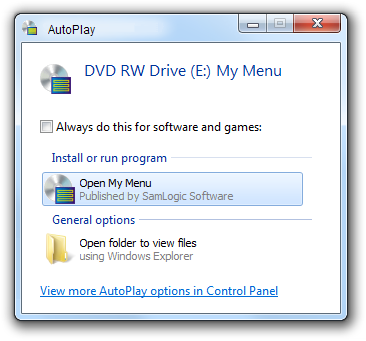 AutoPlay
DVD RW Drive (E:) My Menu
Always do this for software and games:
Install or run program
Open My Menu
Published by SamLogic Software
General options
Open folder to view files
using Windows Explorer
View more AutoPlay options in Control Panel